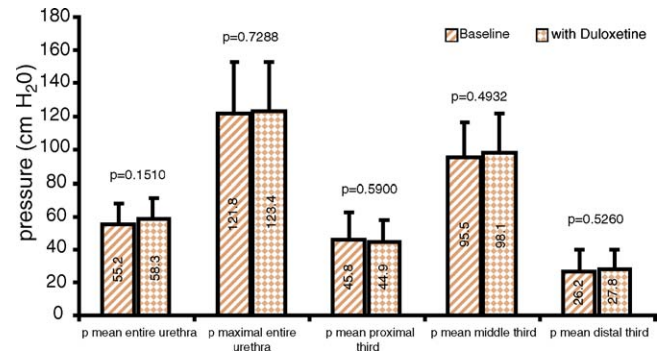 180
160
140
120
100
80
60
40
20
0
pressure (cm H₂0)
Baseline
with Duloxetine
p=0.1510
p=0.7288
p=0.5900
p=0.4932
p=0.5260
55.2
58.3
121.8
123.4
45.8
44.9
95.5
98.1
26.2
27.8
p mean entire urethra
p maximal entire
urethra
p mean proximal
third
p mean middle third
p mean distal third